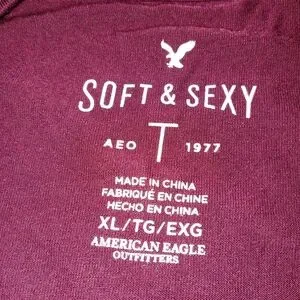 SOFT & SEXY
AEO T 1977
MADE IN CHINA
FABRIQUÉ EN CHINE
HECHO EN CHINA
XL/TG/EXG
AMERICAN EAGLE
OUTFITTERS